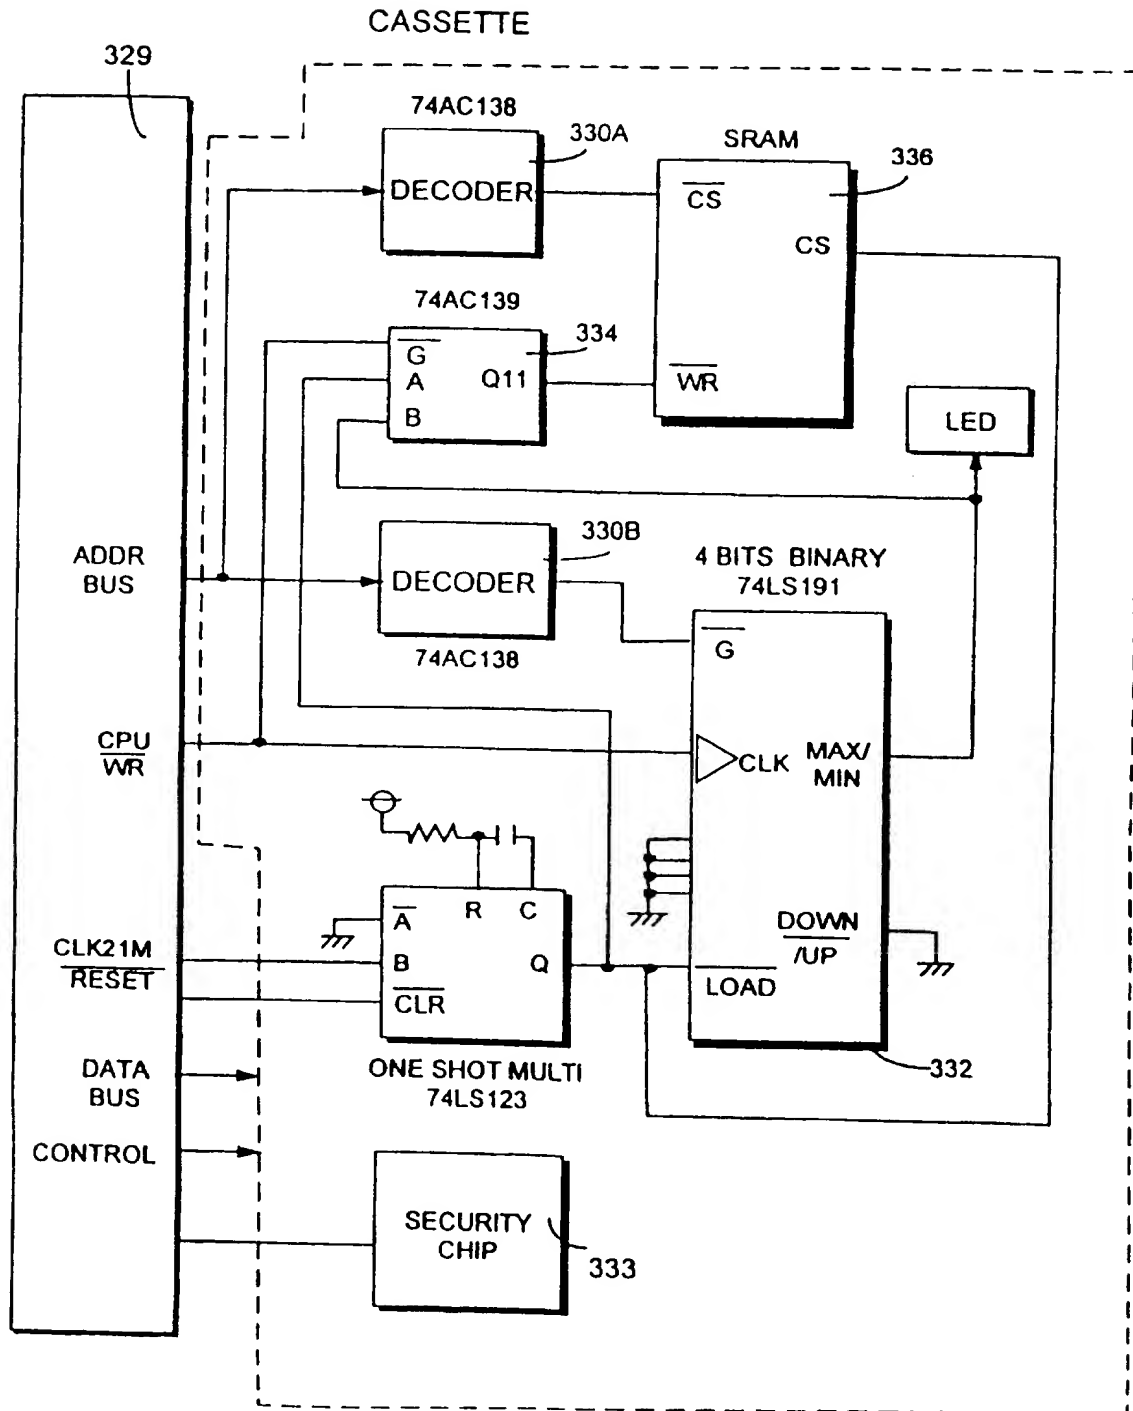 CASSETTE
329
74AC138
330A
DECODER
SRAM
336
CS
CS
WR
74AC139
334
G
A
B
Q11
LED
ADDR
BUS
330B
DECODER
74AC138
4 BITS BINARY
74LS191
G
CLK
MAX/
MIN
DOWN
/UP
LOAD
332
CPU
WR
R
C
A
B
CLR
Q
ONE SHOT MULTI
74LS123
CLK21M
RESET
DATA
BUS
CONTROL
SECURITY
CHIP
333